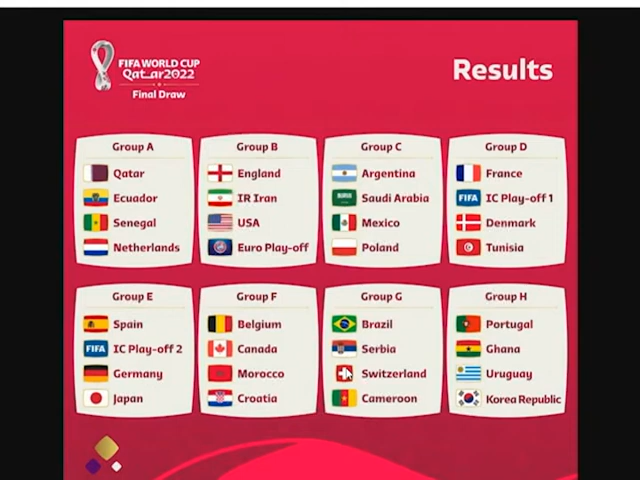 FIFA WORLD CUP
Qatar2022
Final Draw
Results
Group A
Qatar
Ecuador
Senegal
Netherlands
Group B
England
IR Iran
USA
Euro Play-off
Group C
Argentina
Saudi Arabia
Mexico
Poland
Group D
France
FIFA IC Play-off 1
Denmark
Tunisia
Group E
Spain
FIFA IC Play-off 2
Germany
Japan
Group F
Belgium
Canada
Morocco
Croatia
Group G
Brazil
Serbia
Switzerland
Cameroon
Group H
Portugal
Ghana
Uruguay
Korea Republic